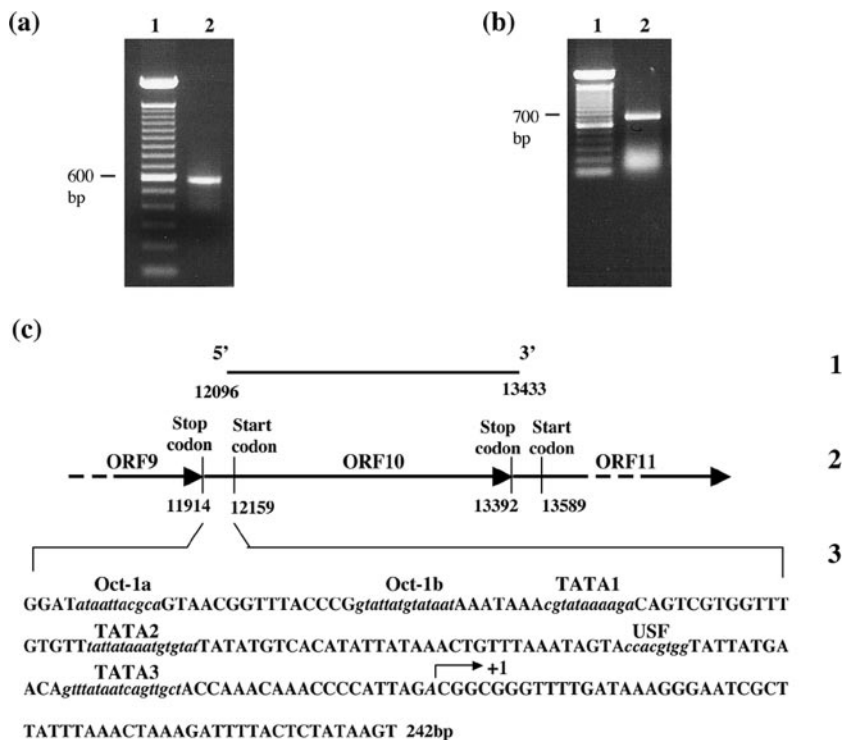 (a)
1 2
600
bp
(b)
1 2
700
bp
(c)
5’ 3’
1
12096 13433
Stop codon
Start codon
Stop codon
Start codon
ORF9 ORF10 ORF11
2
11914 12159 13392 13589
3
Oct-1a Oct-1b TATA1
GGATataattacgcaGTAACGGTTTACCCGgtattatgtataatAAATAAAcgtataaaagaCAGTCGTGGTTT
TATA2 USF
GTGTTtattataaatgtgtatTATATGTCACATATTATAAACTGTTTAAATAGTAccacgtggTATTATGA
TATA3 +1
ACAgtttataatcagttgctACCAAACAAACCCCATTAGACGGCGGGTTTTGATAAAGGGAATCGCT
TATTTAAACTAAAGATTTTACTCTATAAGT 242bp